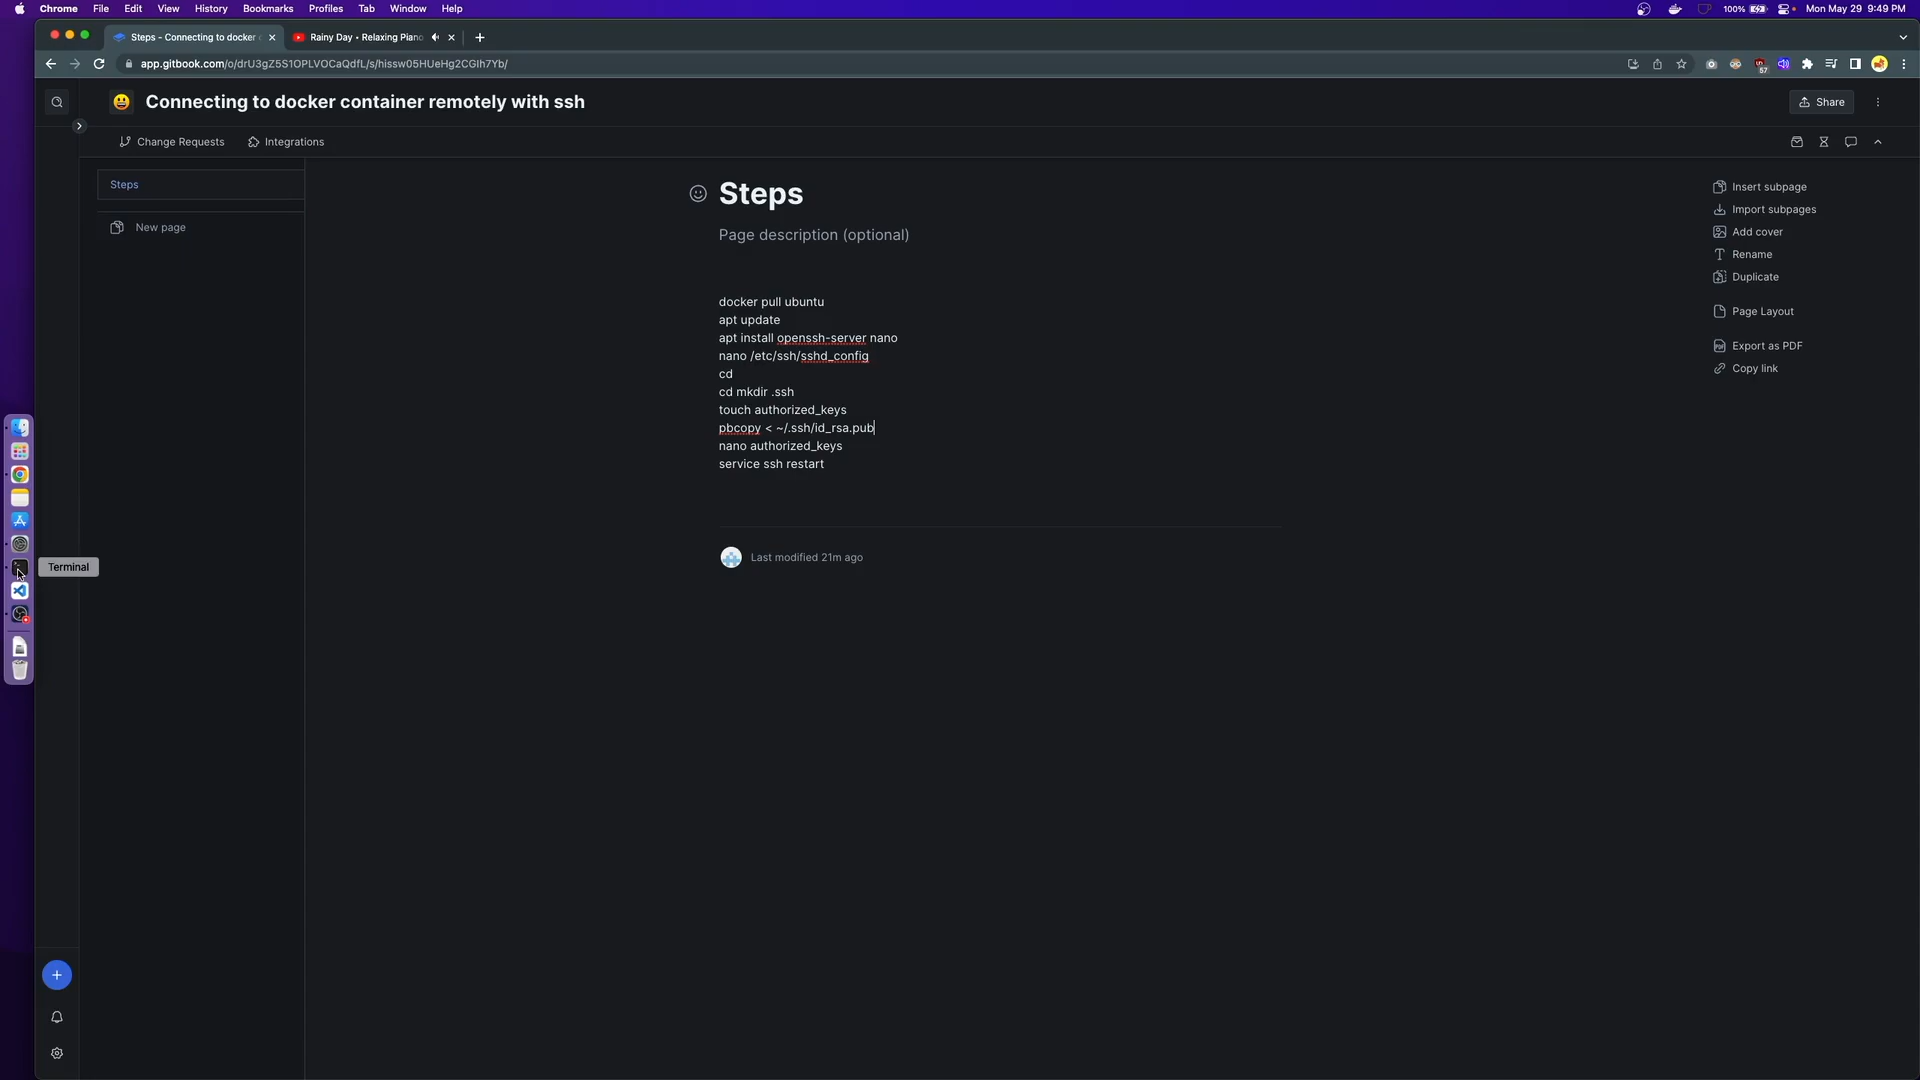 Chrome File Edit View History Bookmarks Profiles Tab Window Help 100% Mon May 29 9:49 PM
Steps - Connecting to docker Rainy Day • Relaxing Piano
app.gitbook.com/o/drU3gZ5S1OPLVOCaQdfL/s/hissw05HUeHg2CGIh7Yb/ 57
Connecting to docker container remotely with ssh Share
Change Requests Integrations
Steps
New page
Steps
Page description (optional)
docker pull ubuntu
apt update
apt install openssh-server nano
nano /etc/ssh/sshd_config
cd
cd mkdir .ssh
touch authorized_keys
pbcopy < ~/.ssh/id_rsa.pub
nano authorized_keys
service ssh restart
Last modified 21m ago
Insert subpage
Import subpages
Add cover
Rename
Duplicate
Page Layout
Export as PDF
Copy link
Terminal